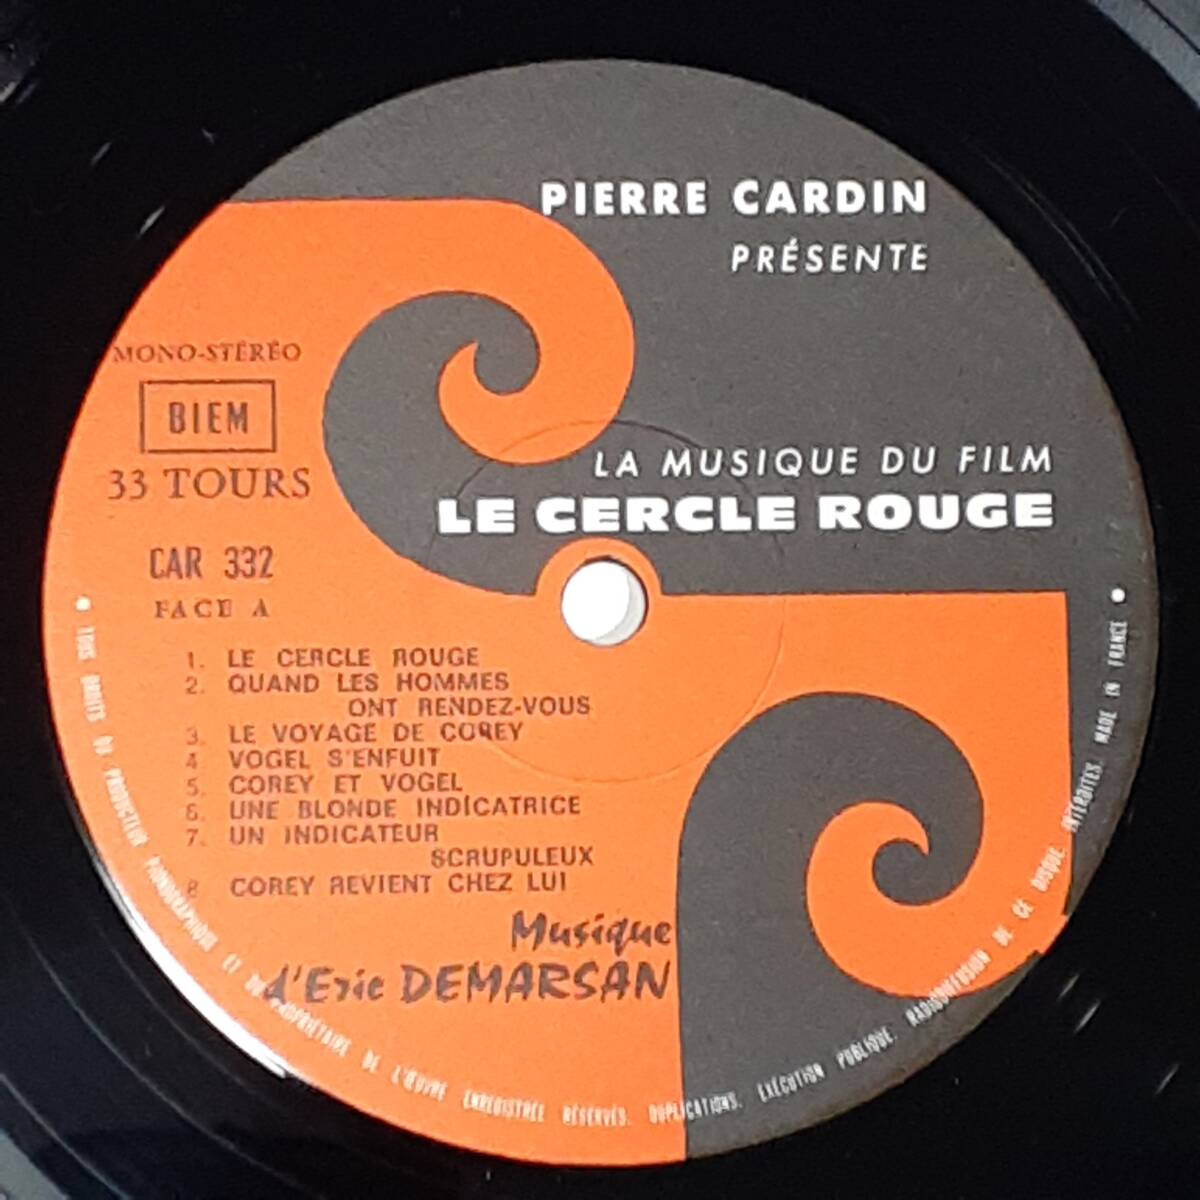 PIERRE CARDIN
PRÉSENTE
MONO-STÉRÉO
BIEM
33 TOURS
CAR 332
FACE A
LA MUSIQUE DU FILM
LE CERCLE ROUGE
1. LE CERCLE ROUGE
2. QUAND LES HOMMES
ONT RENDEZ-VOUS
3. LE VOYAGE DE COREY
4 VOGEL S'ENFUIT
5. COREY ET VOGEL
6. UNE BLONDE INDICATRICE
7. UN INDICATEUR
SCRUPULEUX
8 COREY REVIENT CHEZ LUI
Musique
d'Eric DEMARSAN
• TOUS DROITS DU PRODUCTEUR PHONOGRAPHIQUE ET DU PROPRIÉTAIRE DE L'ŒUVRE ENREGISTRÉE RÉSERVÉS. DUPLICATIONS. EXÉCUTION PUBLIQUE. RADIODIFFUSION DE CE DISQUE. INTERDITES. MADE IN FRANCE •